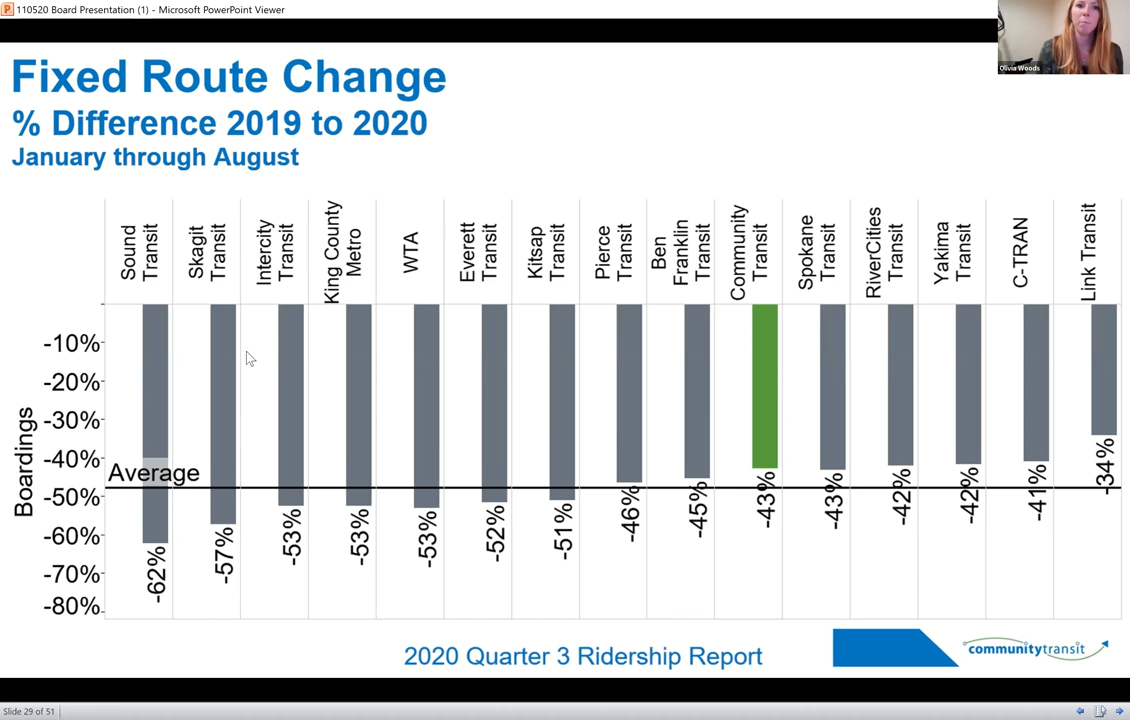 110520 Board Presentation (1) - Microsoft PowerPoint Viewer
Olivia Woods
Fixed Route Change
% Difference 2019 to 2020
January through August
Sound
Transit
Skagit
Transit
Intercity
Transit
King County
Metro
WTA
Everett
Transit
Kitsap
Transit
Pierce
Transit
Ben
Franklin
Transit
Community
Transit
Spokane
Transit
RiverCities
Transit
Yakima
Transit
C-TRAN
Link Transit
Boardings
-10%
-20%
-30%
-40%
-50%
-60%
-70%
-80%
Average
-62%
-57%
-53%
-53%
-53%
-52%
-51%
-46%
-45%
-43%
-43%
-42%
-42%
-41%
-34%
2020 Quarter 3 Ridership Report
communitytransit
Slide 29 of 51